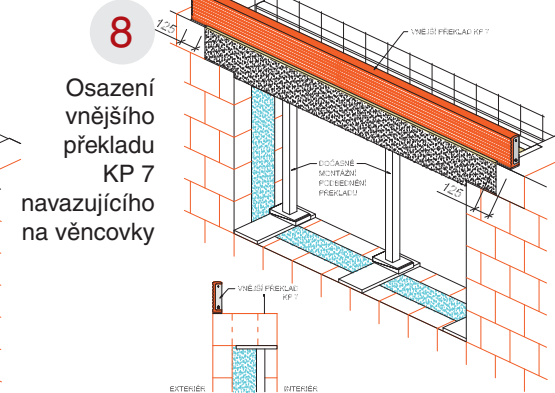 8
Osazení
vnějšího
překladu
KP 7
navazujícího
na věncovky
125
VNĚJŠÍ PŘEKLAD KP 7
DOČASNÉ
MONTÁŽNÍ
PODBEDNĚNÍ
PŘEKLADU
125
VNĚJŠÍ PŘEKLAD
KP 7
EXTERIÉR
INTERIÉR